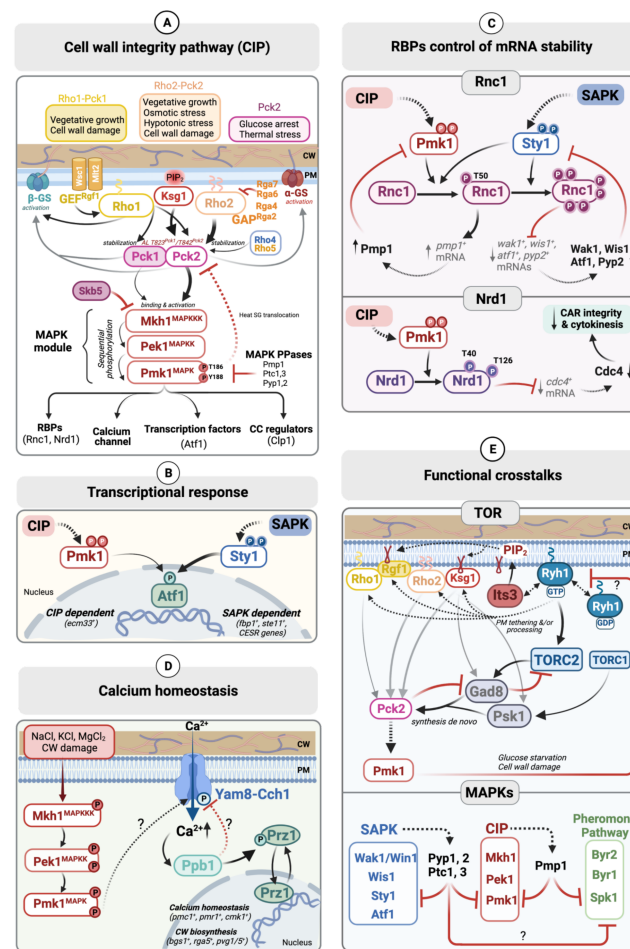 A
Cell wall integrity pathway (CIP)
Rho1-Pck1
Rho2-Pck2
Pck2
Vegetative growth
Cell wall damage
Vegetative growth
Osmotic stress
Hypotonic stress
Cell wall damage
Glucose arrest
Thermal stress
CW
PM
β-GS
activation
Wsc1
Mtl2
GEF Rgf1
Rho1
PIP2
Ksg1
Rho2
GAP
Rga7
Rga6
Rga4
Rga2
α-GS
activation
stabilization
stabilization
Rho4
Rho5
Pck1
Pck2
Skb5
binding & activation
Heat SG translocation
MAPK
module
Sequential
phosphorylation
Mkh1 MAPKKK
Pek1 MAPKK
Pmk1 MAPK
P T186
P Y188
MAPK PPases
Pmp1
Ptc1,3
Pyp1,2
RBPs
(Rnc1, Nrd1)
Calcium
channel
Transcription factors
(Atf1)
CC regulators
(Clp1)
B
Transcriptional response
CIP
SAPK
P P
Pmk1
P P
Sty1
P
Atf1
Nucleus
CIP dependent
(ecm33+)
SAPK dependent
(fbp1+, ste11+,
CESR genes)
D
Calcium homeostasis
NaCl, KCl, MgCl2
CW damage
Ca2+
CW
PM
Mkh1 MAPKKK P
Pek1 MAPKK P
Pmk1 MAPK P
?
P
Yam8-Cch1
Ca2+
?
Ppb1
P
Prz1
Prz1
Calcium homeostasis
(pmc1+, pmr1+, cmk1+)
CW biosynthesis
(bgs1+, rga5+, pvg1/5+)
Nucleus
C
RBPs control of mRNA stability
Rnc1
CIP
SAPK
P P
Pmk1
P P
Sty1
Rnc1
P T50
Rnc1
P P
Rnc1
P P
Pmp1
pmp1+
mRNA
wak1+, wis1+,
atf1+, pyp2+
mRNAs
Wak1, Wis1
Atf1, Pyp2
Nrd1
CIP
P P
Pmk1
CAR integrity
& cytokinesis
Nrd1
T40
P
T126
P
Nrd1
cdc4+
mRNA
Cdc4
E
Functional crosstalks
TOR
CW
Rho1
Rgf1
Rho2
Ksg1
PIP2
Its3
Ryh1
GTP
?
Ryh1
GDP
PM tethering &/or
processing
TORC2
TORC1
Gad8
Psk1
Pck2
synthesis de novo
Pmk1
Glucose starvation
Cell wall damage
MAPKs
SAPK
Wak1/Win1
Wis1
Sty1
Atf1
Pyp1, 2
Ptc1, 3
CIP
Mkh1
Pek1
Pmk1
Pmp1
Pheromon
Pathway
Byr2
Byr1
Spk1
?